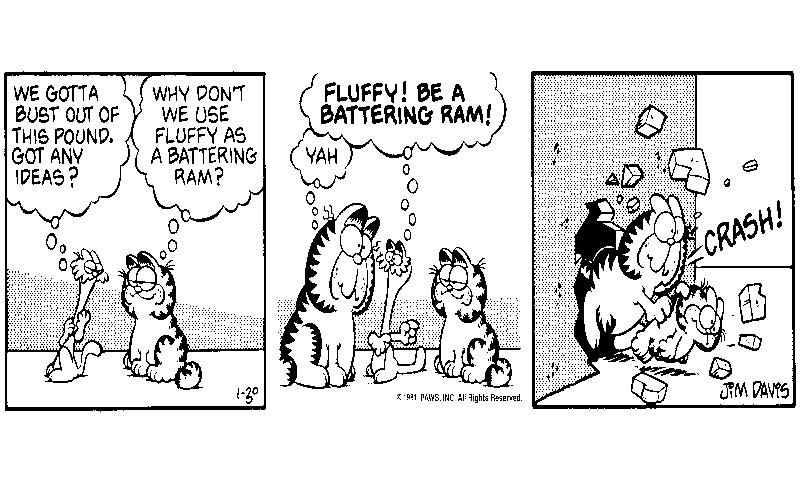 WE GOTTA
BUST OUT OF
THIS POUND.
GOT ANY
IDEAS?
WHY DON'T
WE USE
FLUFFY AS
A BATTERING
RAM?
1-30
FLUFFY! BE A
BATTERING RAM!
YAH
© 1981 PAWS, INC. All Rights Reserved.
CRASH!
JIM DAVIS